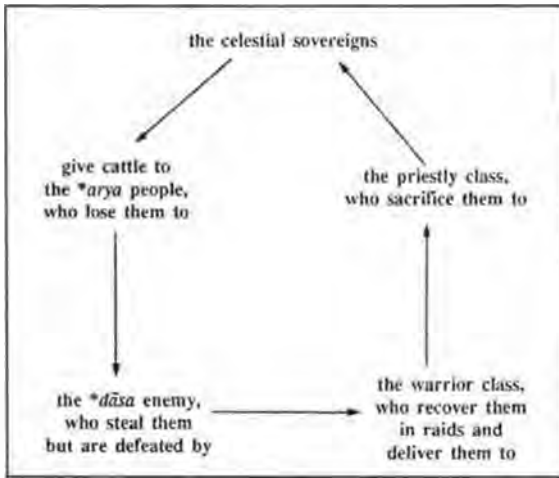 the celestial sovereigns
give cattle to
the *arya people,
who lose them to
the *dāsa enemy,
who steal them
but are defeated by
the warrior class,
who recover them
in raids and
deliver them to
the priestly class,
who sacrifice them to